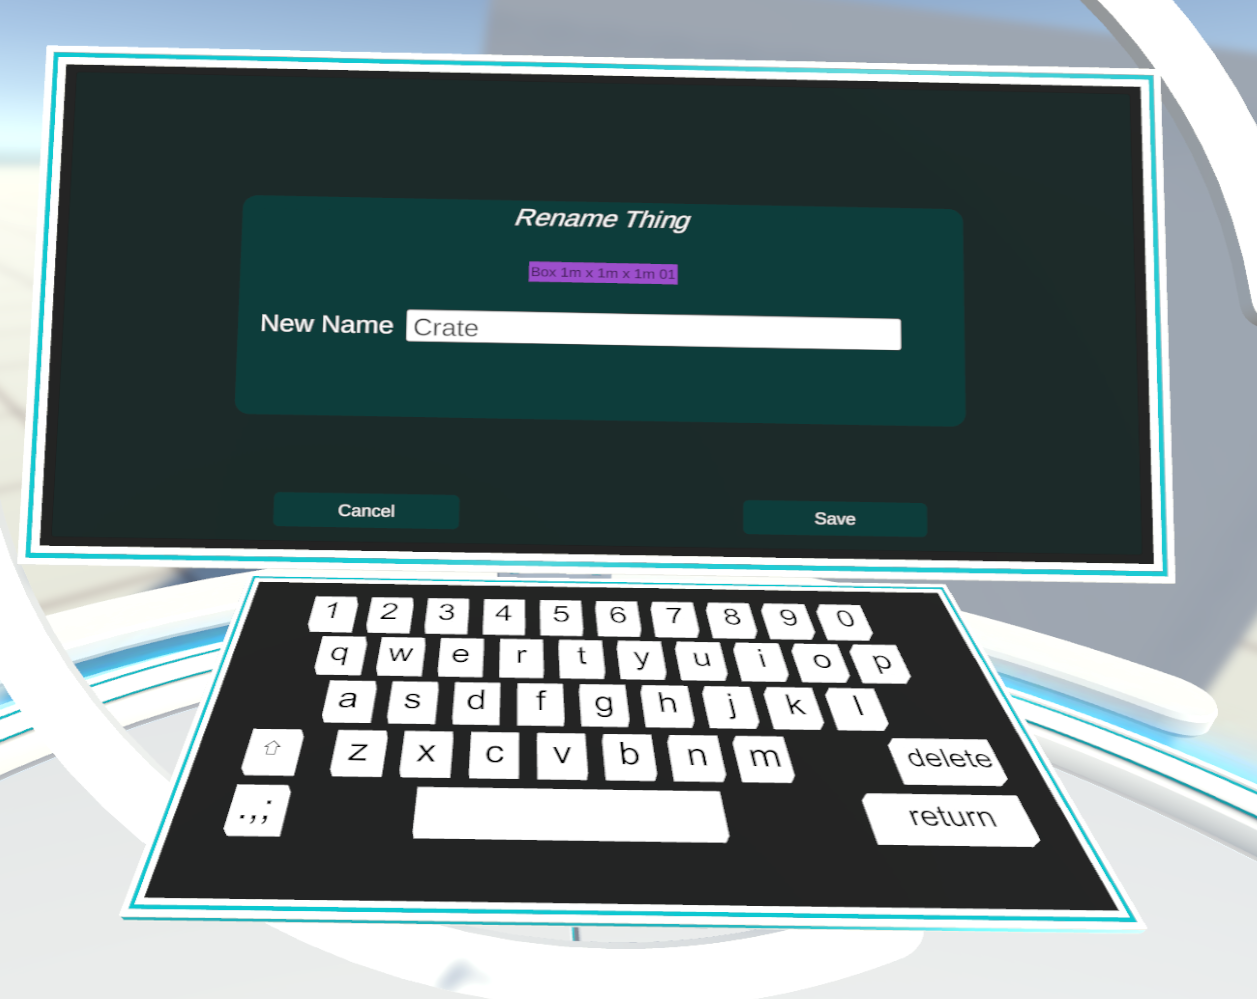 Rename Thing
Box 1m x 1m x 1m 01
New Name Crate
Cancel Save
1 2 3 4 5 6 7 8 9 0
q w e r t y u i o p
a s d f g h j k l
⇧ z x c v b n m delete
.,; return